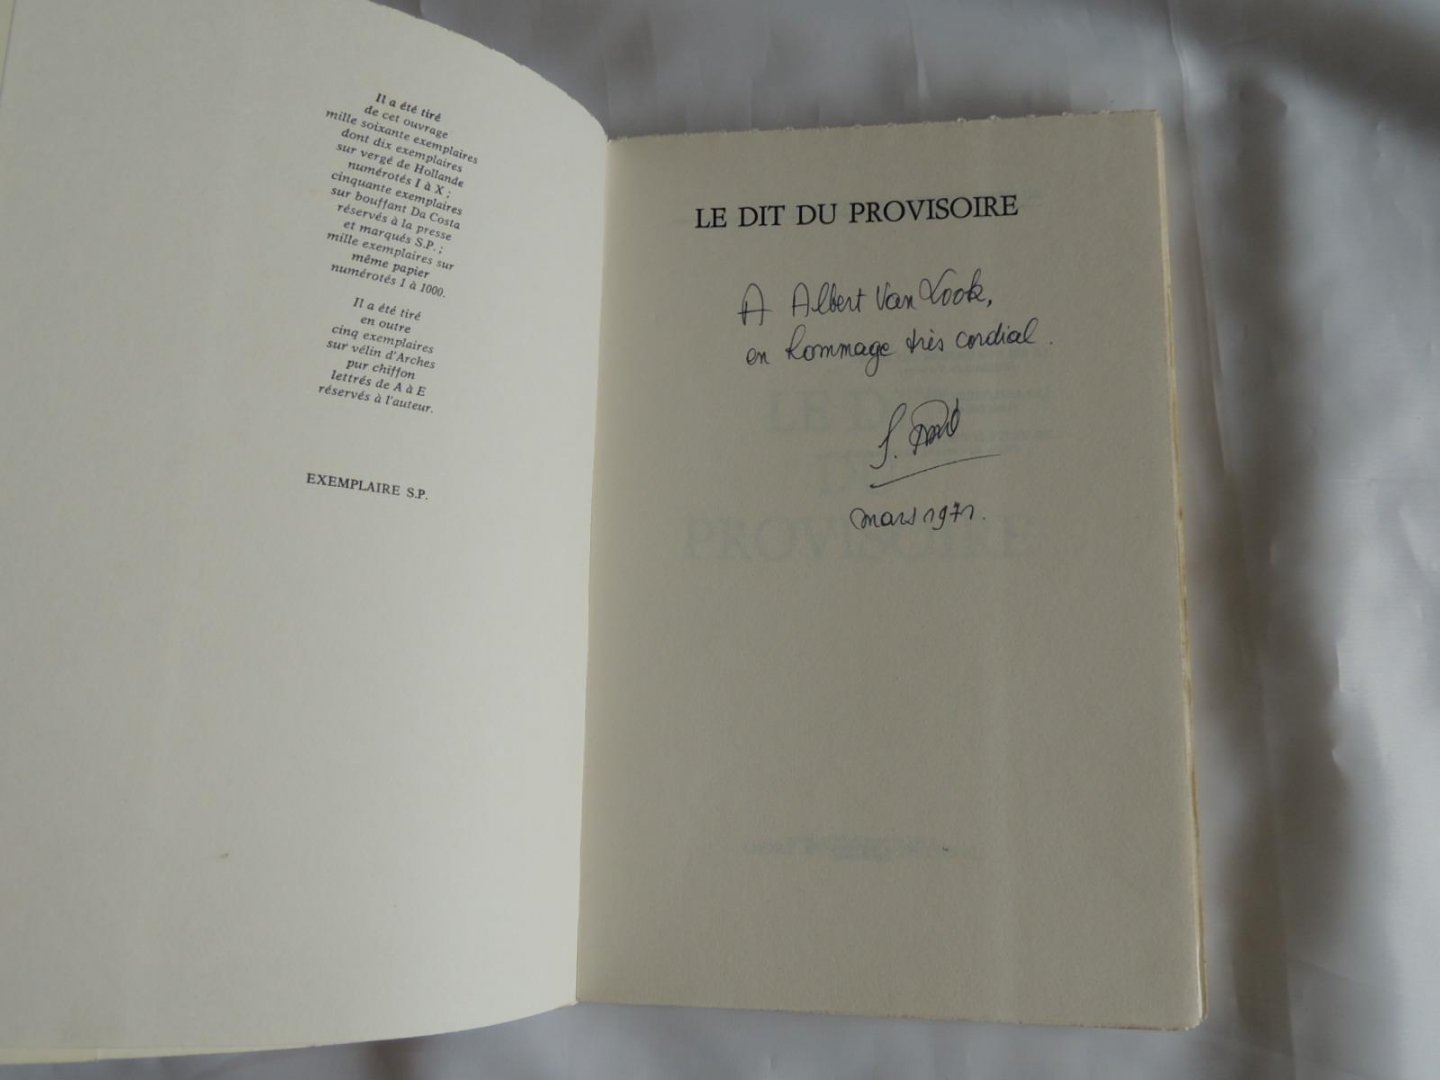 Il a été tiré
de cet ouvrage
mille soixante exemplaires
dont dix exemplaires
sur vergé de Hollande
numérotés I à X ;
cinquante exemplaires
sur bouffant Da Costa
réservés à la presse
et marqués S.P. ;
mille exemplaires sur
même papier
numérotés 1 à 1000.
Il a été tiré
en outre
cinq exemplaires
sur vélin d'Arches
pur chiffon
lettrés de A à E
réservés à l'auteur.
EXEMPLAIRE S.P.
LE DIT DU PROVISOIRE
A Albert Van Look,
en hommage très cordial.
mars 1971.